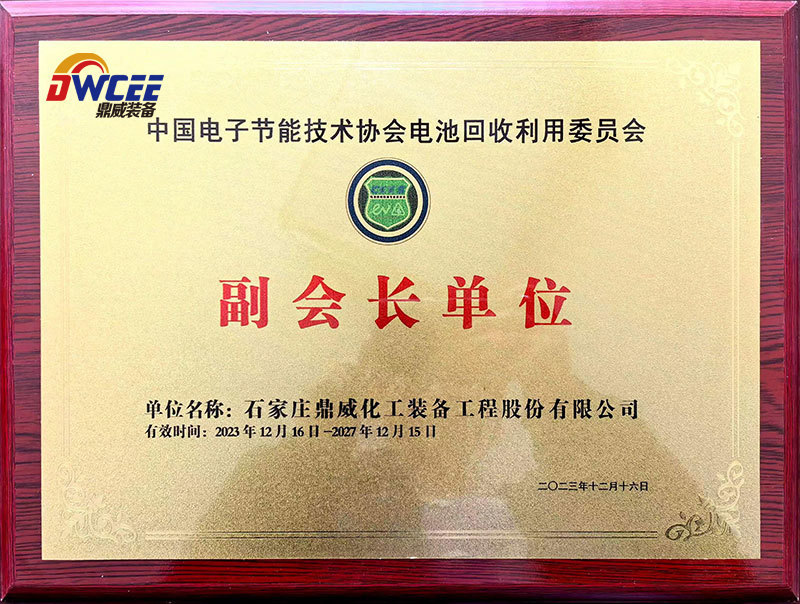 DWCEE
鼎威装备
中国电子节能技术协会电池回收利用委员会
副会长单位
单位名称：石家庄鼎威化工装备工程股份有限公司
有效时间：2023年12月16日-2027年12月15日
二〇二三年十二月十六日